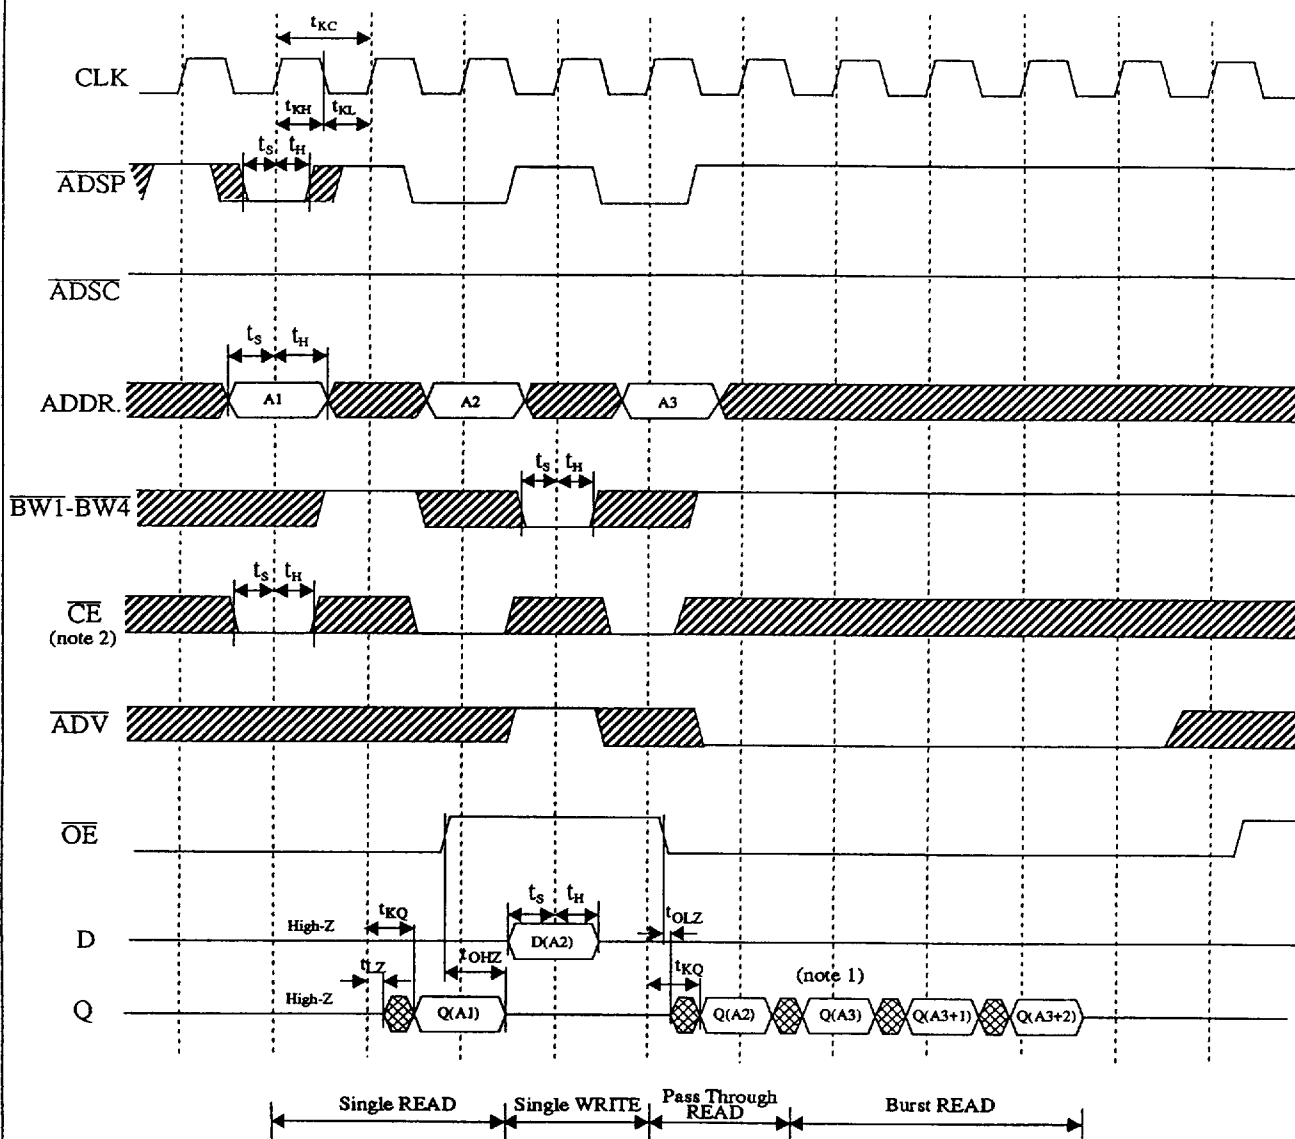 tKC
CLK
tKH tKL
tS tH
ADSP
ADSC
tS tH
ADDR. A1 A2 A3
tS tH
BW1-BW4
tS tH
CE
(note 2)
ADV
OE
tS tH
tKQ tOLZ
D High-Z D(A2)
tLZ tOHZ tKQ (note 1)
Q High-Z Q(A1) Q(A2) Q(A3) Q(A3+1) Q(A3+2)
Single READ Single WRITE Pass Through READ Burst READ